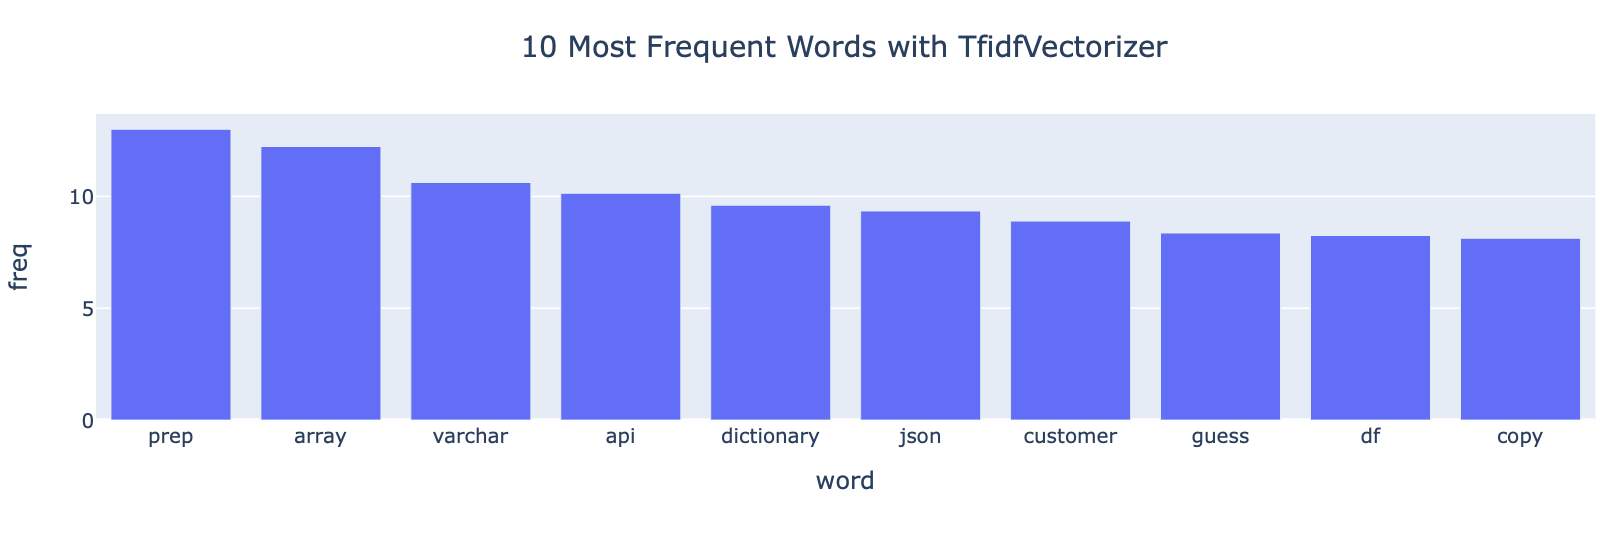 10 Most Frequent Words with TfidfVectorizer
freq
10
5
0
prep array varchar api dictionary json customer guess df copy
word